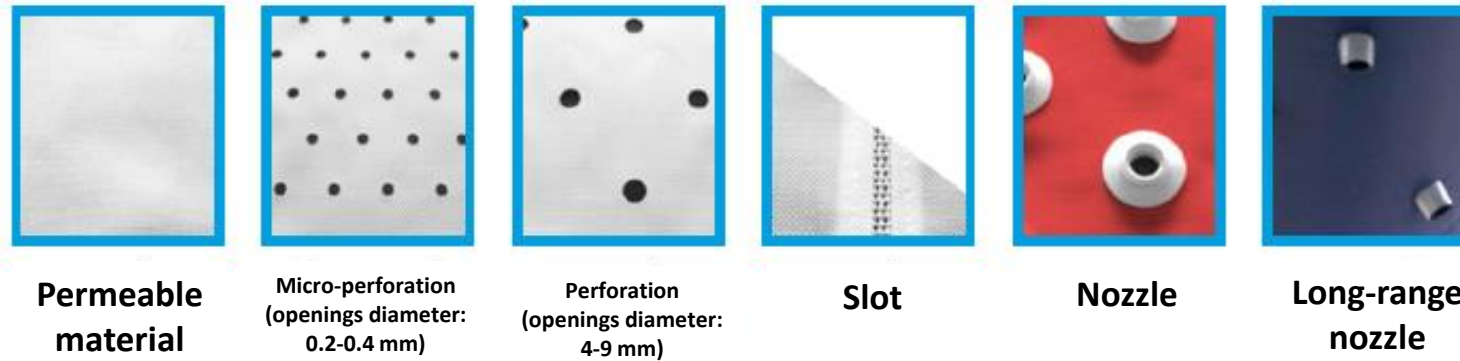 Permeable
material
Micro-perforation
(openings diameter:
0.2-0.4 mm)
Perforation
(openings diameter:
4-9 mm)
Slot
Nozzle
Long-range
nozzle